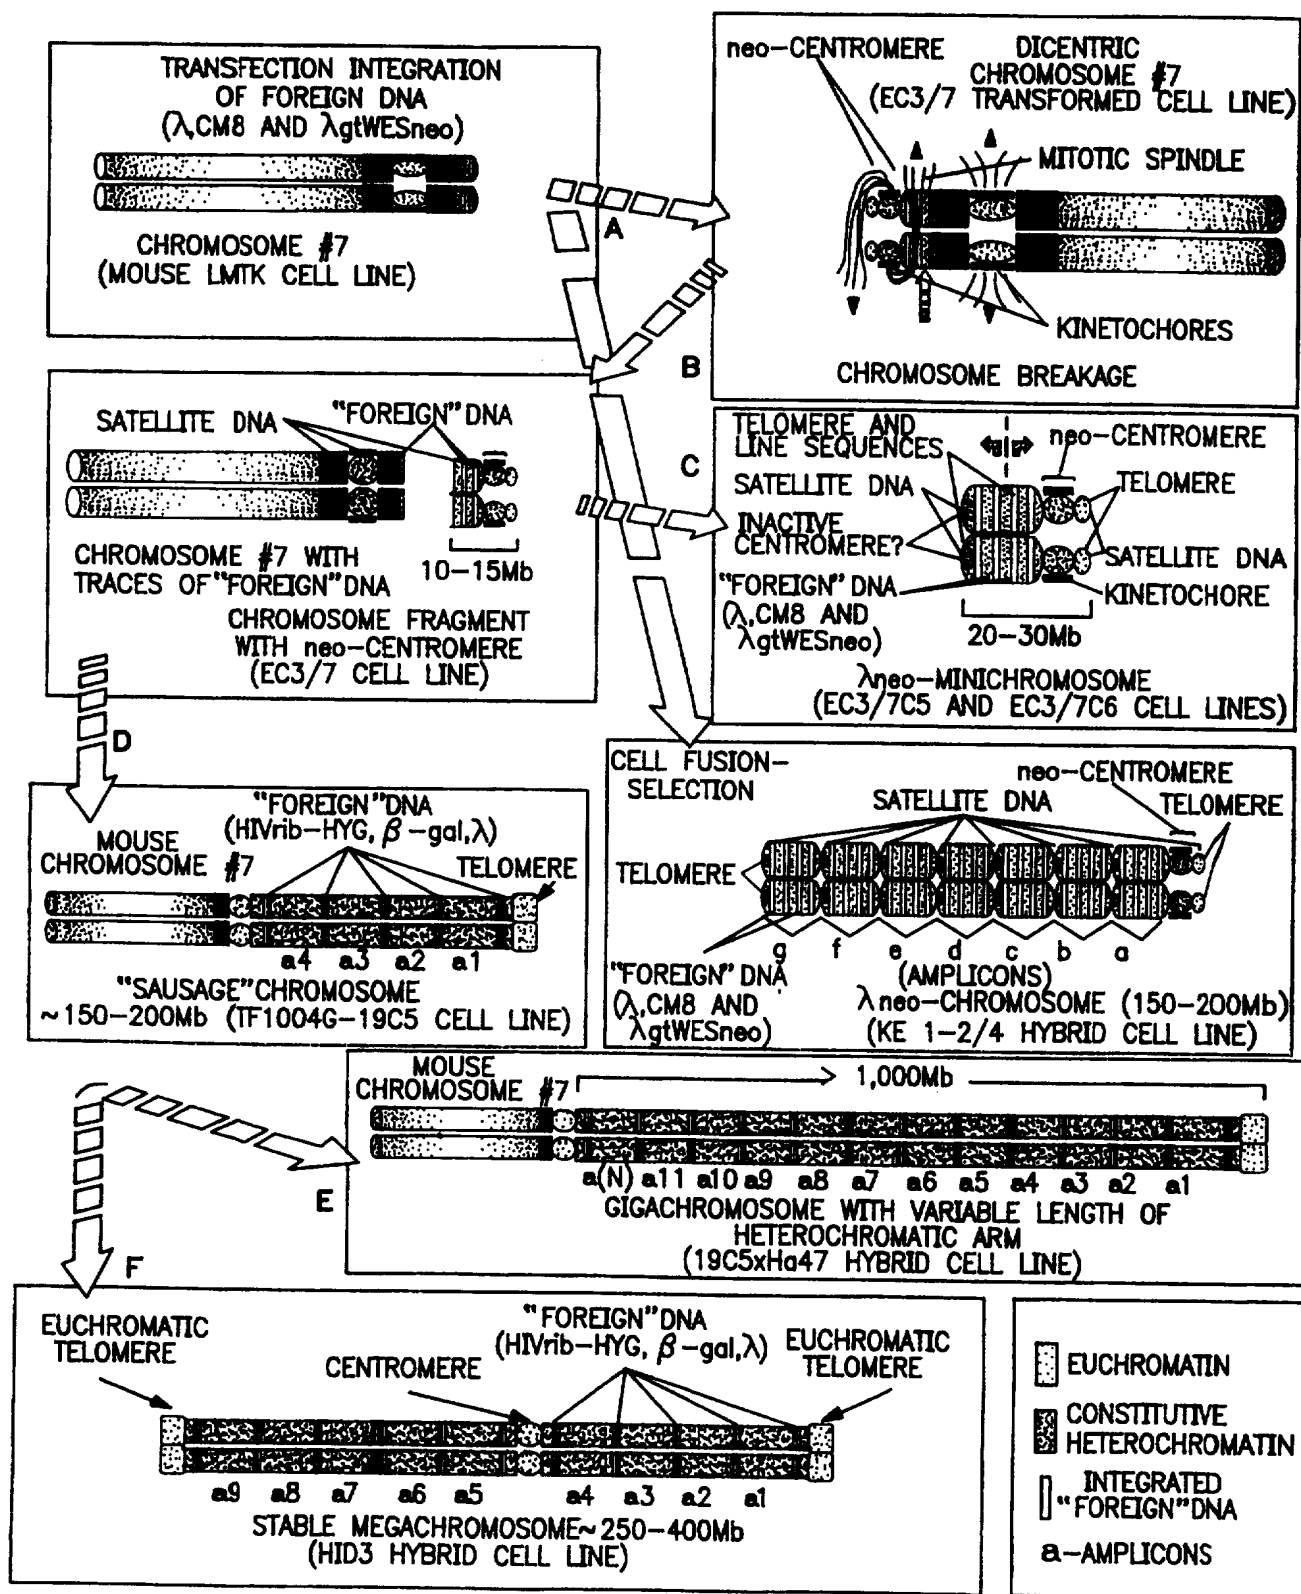 TRANSFECTION INTEGRATION
OF FOREIGN DNA
(λ,CM8 AND λgtWESneo)
CHROMOSOME #7
(MOUSE LMTK CELL LINE)
A
neo-CENTROMERE
DICENTRIC
CHROMOSOME #7
(EC3/7 TRANSFORMED CELL LINE)
MITOTIC SPINDLE
KINETOCHORES
CHROMOSOME BREAKAGE
B
SATELLITE DNA
"FOREIGN" DNA
CHROMOSOME #7 WITH
TRACES OF "FOREIGN" DNA
10-15Mb
CHROMOSOME FRAGMENT
WITH neo-CENTROMERE
(EC3/7 CELL LINE)
C
TELOMERE AND
LINE SEQUENCES
neo-CENTROMERE
SATELLITE DNA
TELOMERE
INACTIVE
CENTROMERE?
SATELLITE DNA
"FOREIGN" DNA
(λ,CM8 AND
λgtWESneo)
KINETOCHORE
20-30Mb
λneo-MINICHROMOSOME
(EC3/7C5 AND EC3/7C6 CELL LINES)
D
"FOREIGN" DNA
(HIVrib-HYG, β-gal,λ)
MOUSE
CHROMOSOME #7
TELOMERE
a4 a3 a2 a1
"SAUSAGE" CHROMOSOME
~150-200Mb (TF1004G-19C5 CELL LINE)
CELL FUSION-
SELECTION
neo-CENTROMERE
SATELLITE DNA
TELOMERE
TELOMERE
g f e d c b a
"FOREIGN" DNA
(λ,CM8 AND
λgtWESneo)
(AMPLICONS)
λneo-CHROMOSOME (150-200Mb)
(KE 1-2/4 HYBRID CELL LINE)
MOUSE
CHROMOSOME #7
1,000Mb
E
a(N) a11 a10 a9 a8 a7 a6 a5 a4 a3 a2 a1
GIGACHROMOSOME WITH VARIABLE LENGTH OF
HETEROCHROMATIC ARM
(19C5xHa47 HYBRID CELL LINE)
F
EUCHROMATIC
TELOMERE
CENTROMERE
"FOREIGN" DNA
(HIVrib-HYG, β-gal,λ)
EUCHROMATIC
TELOMERE
a9 a8 a7 a6 a5 a4 a3 a2 a1
STABLE MEGACHROMOSOME~250-400Mb
(HID3 HYBRID CELL LINE)
EUCHROMATIN
CONSTITUTIVE
HETEROCHROMATIN
INTEGRATED
"FOREIGN" DNA
a-AMPLICONS